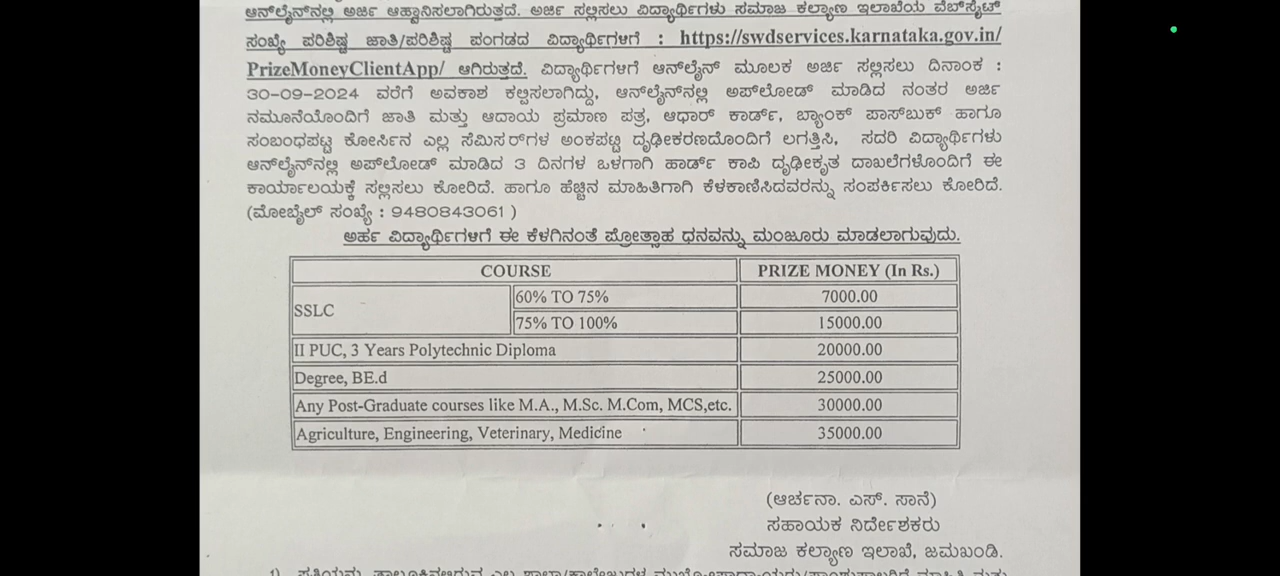 ಆನ್‌ಲೈನ್‌ನಲ್ಲಿ ಅರ್ಜಿ ಆಹ್ವಾನಿಸಲಾಗಿರುತ್ತದೆ. ಅರ್ಜಿ ಸಲ್ಲಿಸಲು ವಿದ್ಯಾರ್ಥಿಗಳು ಸಮಾಜ ಕಲ್ಯಾಣ ಇಲಾಖೆಯ ವೆಬ್‌ಸೈಟ್
ಸಂಖ್ಯೆ ಪರಿಶಿಷ್ಟ ಜಾತಿ/ಪರಿಶಿಷ್ಟ ಪಂಗಡದ ವಿದ್ಯಾರ್ಥಿಗಳಿಗೆ : https://swdservices.karnataka.gov.in/
PrizeMoneyClientApp/ ಆಗಿರುತ್ತದೆ. ವಿದ್ಯಾರ್ಥಿಗಳಿಗೆ ಆನ್‌ಲೈನ್ ಮೂಲಕ ಅರ್ಜಿ ಸಲ್ಲಿಸಲು ದಿನಾಂಕ :
30-09-2024 ವರೆಗೆ ಅವಕಾಶ ಕಲ್ಪಿಸಲಾಗಿದ್ದು, ಆನ್‌ಲೈನ್‌ನಲ್ಲಿ ಅಪ್‌ಲೋಡ್ ಮಾಡಿದ ನಂತರ ಅರ್ಜಿ
ನಮೂನೆಯೊಂದಿಗೆ ಜಾತಿ ಮತ್ತು ಆದಾಯ ಪ್ರಮಾಣ ಪತ್ರ, ಆಧಾರ್ ಕಾರ್ಡ್, ಬ್ಯಾಂಕ್ ಪಾಸ್‌ಬುಕ್ ಹಾಗೂ
ಸಂಬಂಧಪಟ್ಟ ಕೋರ್ಸಿನ ಎಲ್ಲ ಸೆಮಿಸರ್‌ಗಳ ಅಂಕಪಟ್ಟಿ ದೃಢೀಕರಣದೊಂದಿಗೆ ಲಗತ್ತಿಸಿ, ಸದರಿ ವಿದ್ಯಾರ್ಥಿಗಳು
ಆನ್‌ಲೈನ್‌ನಲ್ಲಿ ಅಪ್‌ಲೋಡ್ ಮಾಡಿದ 3 ದಿನಗಳ ಒಳಗಾಗಿ ಹಾರ್ಡ್ ಕಾಪಿ ದೃಢೀಕೃತ ದಾಖಲೆಗಳೊಂದಿಗೆ ಈ
ಕಾರ್ಯಾಲಯಕ್ಕೆ ಸಲ್ಲಿಸಲು ಕೋರಿದೆ. ಹಾಗೂ ಹೆಚ್ಚಿನ ಮಾಹಿತಿಗಾಗಿ ಕೆಳಕಾಣಿಸಿದವರನ್ನು ಸಂಪರ್ಕಿಸಲು ಕೋರಿದೆ.
(ಮೋಬೈಲ್ ಸಂಖ್ಯೆ : 9480843061 )
ಅರ್ಹ ವಿದ್ಯಾರ್ಥಿಗಳಿಗೆ ಈ ಕೆಳಗಿನಂತೆ ಪ್ರೋತ್ಸಾಹ ಧನವನ್ನು ಮಂಜೂರು ಮಾಡಲಾಗುವುದು.
COURSE PRIZE MONEY (In Rs.)
SSLC 60% TO 75% 7000.00
75% TO 100% 15000.00
II PUC, 3 Years Polytechnic Diploma 20000.00
Degree, BE.d 25000.00
Any Post-Graduate courses like M.A., M.Sc. M.Com, MCS,etc. 30000.00
Agriculture, Engineering, Veterinary, Medicine 35000.00
(ಆರ್ಚನಾ. ಎಸ್. ಸಾನೆ)
ಸಹಾಯಕ ನಿರ್ದೇಶಕರು
ಸಮಾಜ ಕಲ್ಯಾಣ ಇಲಾಖೆ, ಜಮಖಂಡಿ.